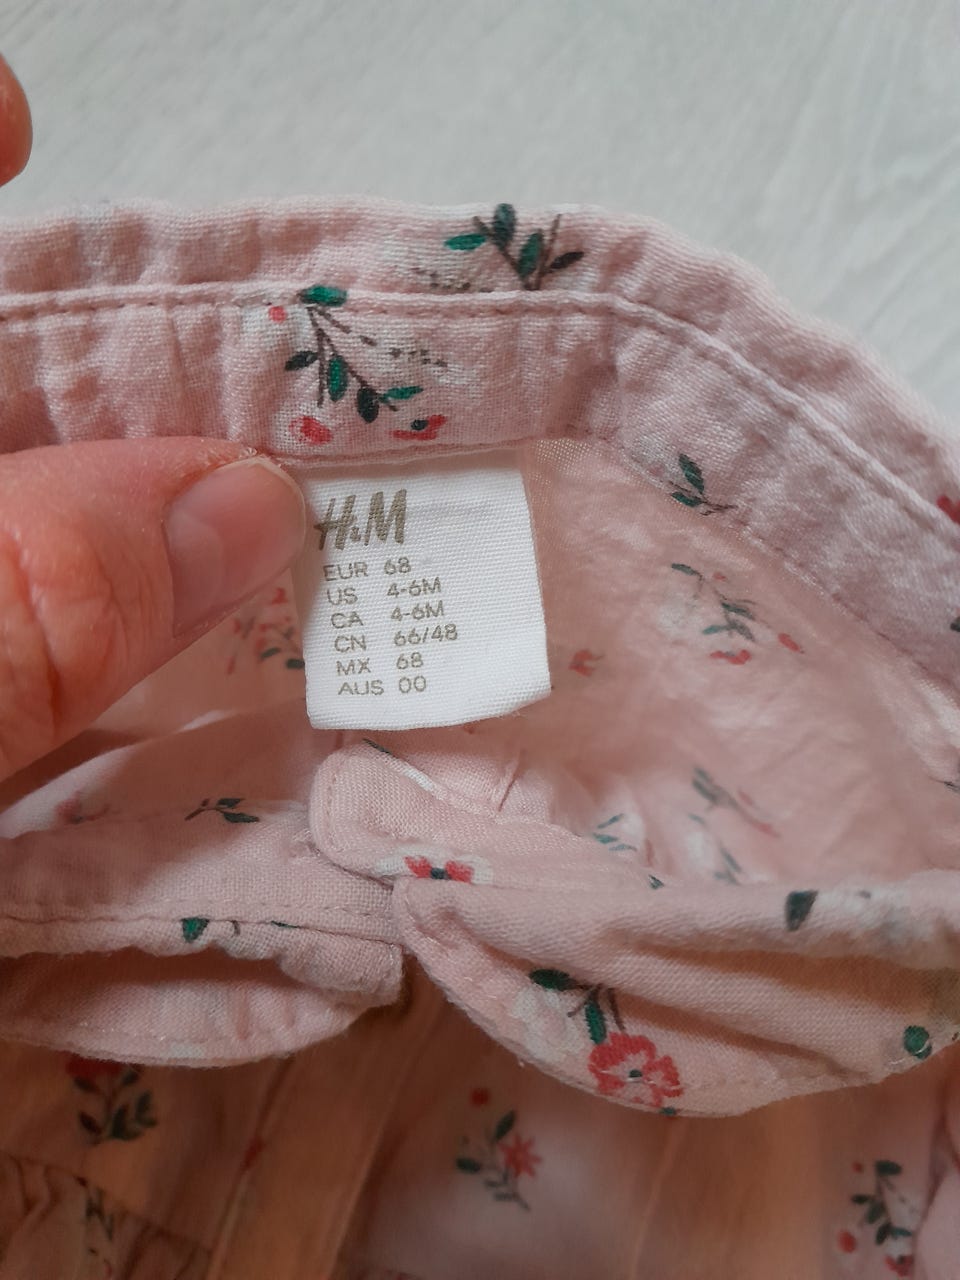 H&M
EUR 68
US 4-6M
CA 4-6M
CN 66/48
MX 68
AUS 00